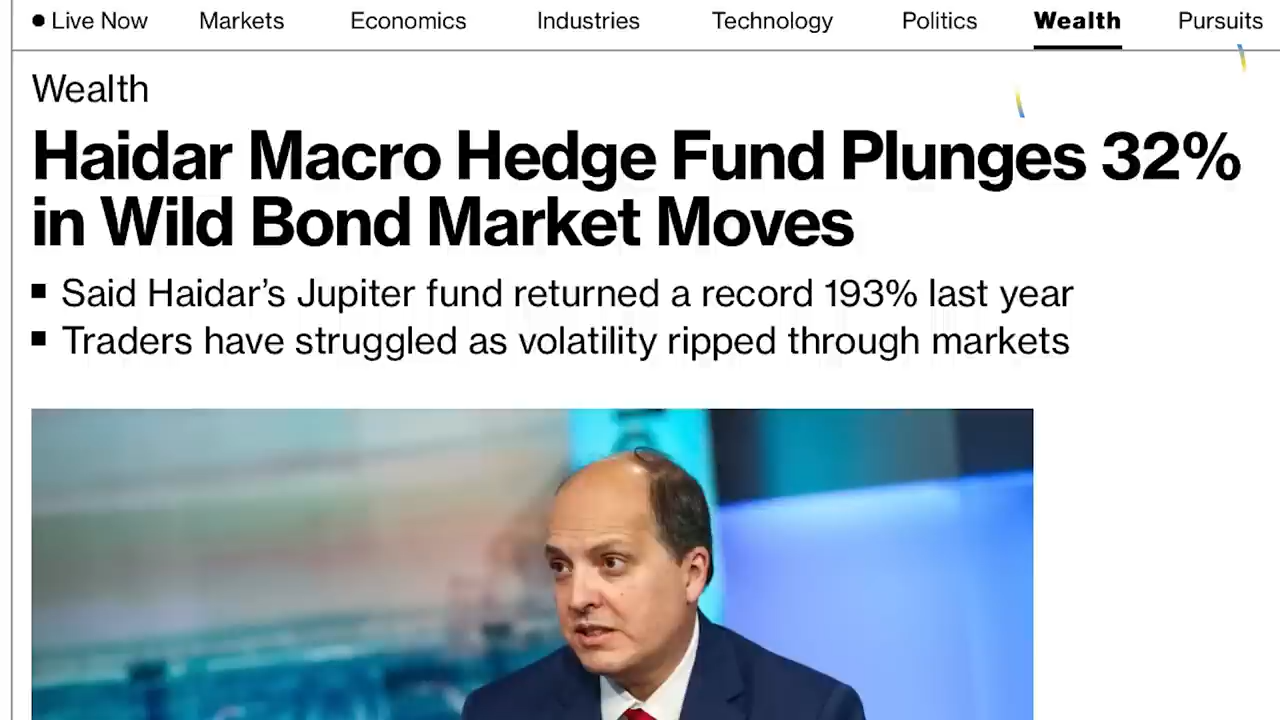 Live Now Markets Economics Industries Technology Politics Wealth Pursuits
Wealth
Haidar Macro Hedge Fund Plunges 32%
in Wild Bond Market Moves
Said Haidar’s Jupiter fund returned a record 193% last year
Traders have struggled as volatility ripped through markets